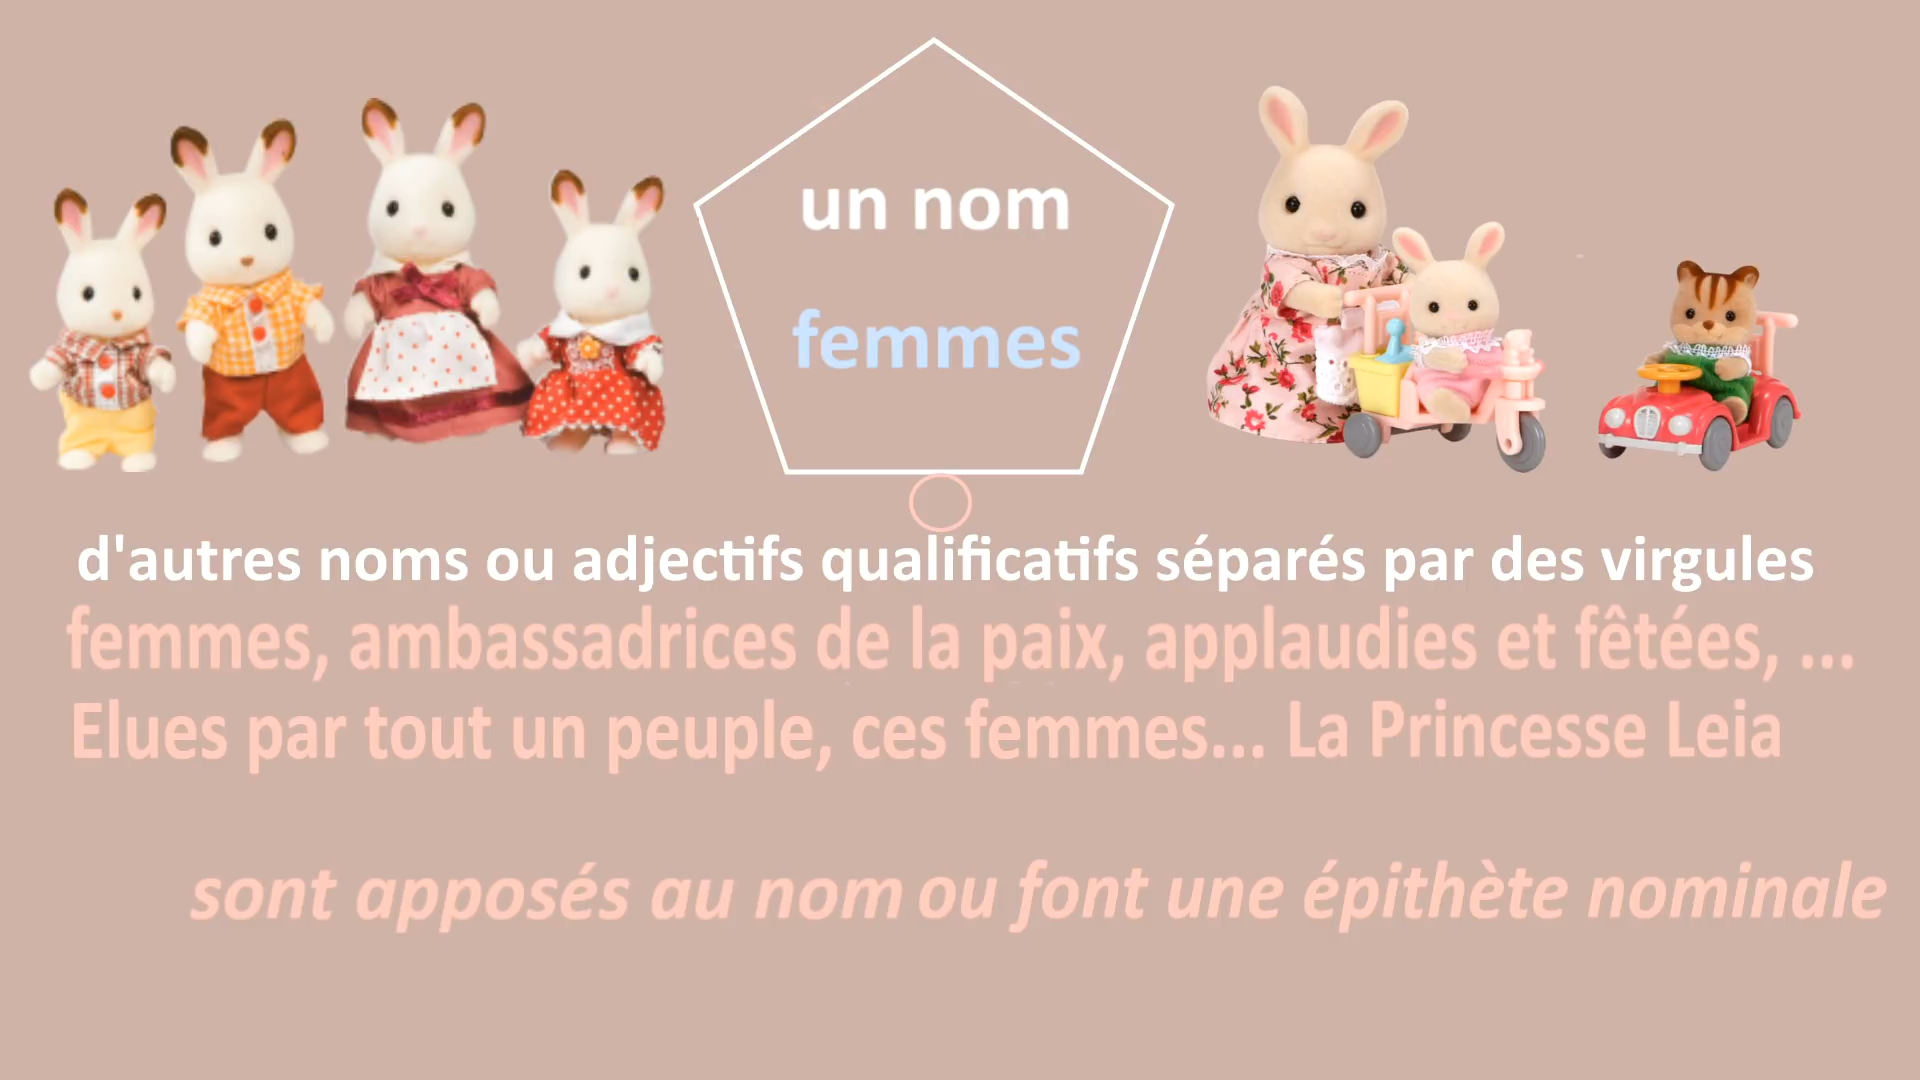 un nom
femmes
d'autres noms ou adjectifs qualificatifs séparés par des virgules
femmes, ambassadrices de la paix, applaudies et fêtées, ...
Elues par tout un peuple, ces femmes... La Princesse Leia
sont apposés au nom ou font une épithète nominale